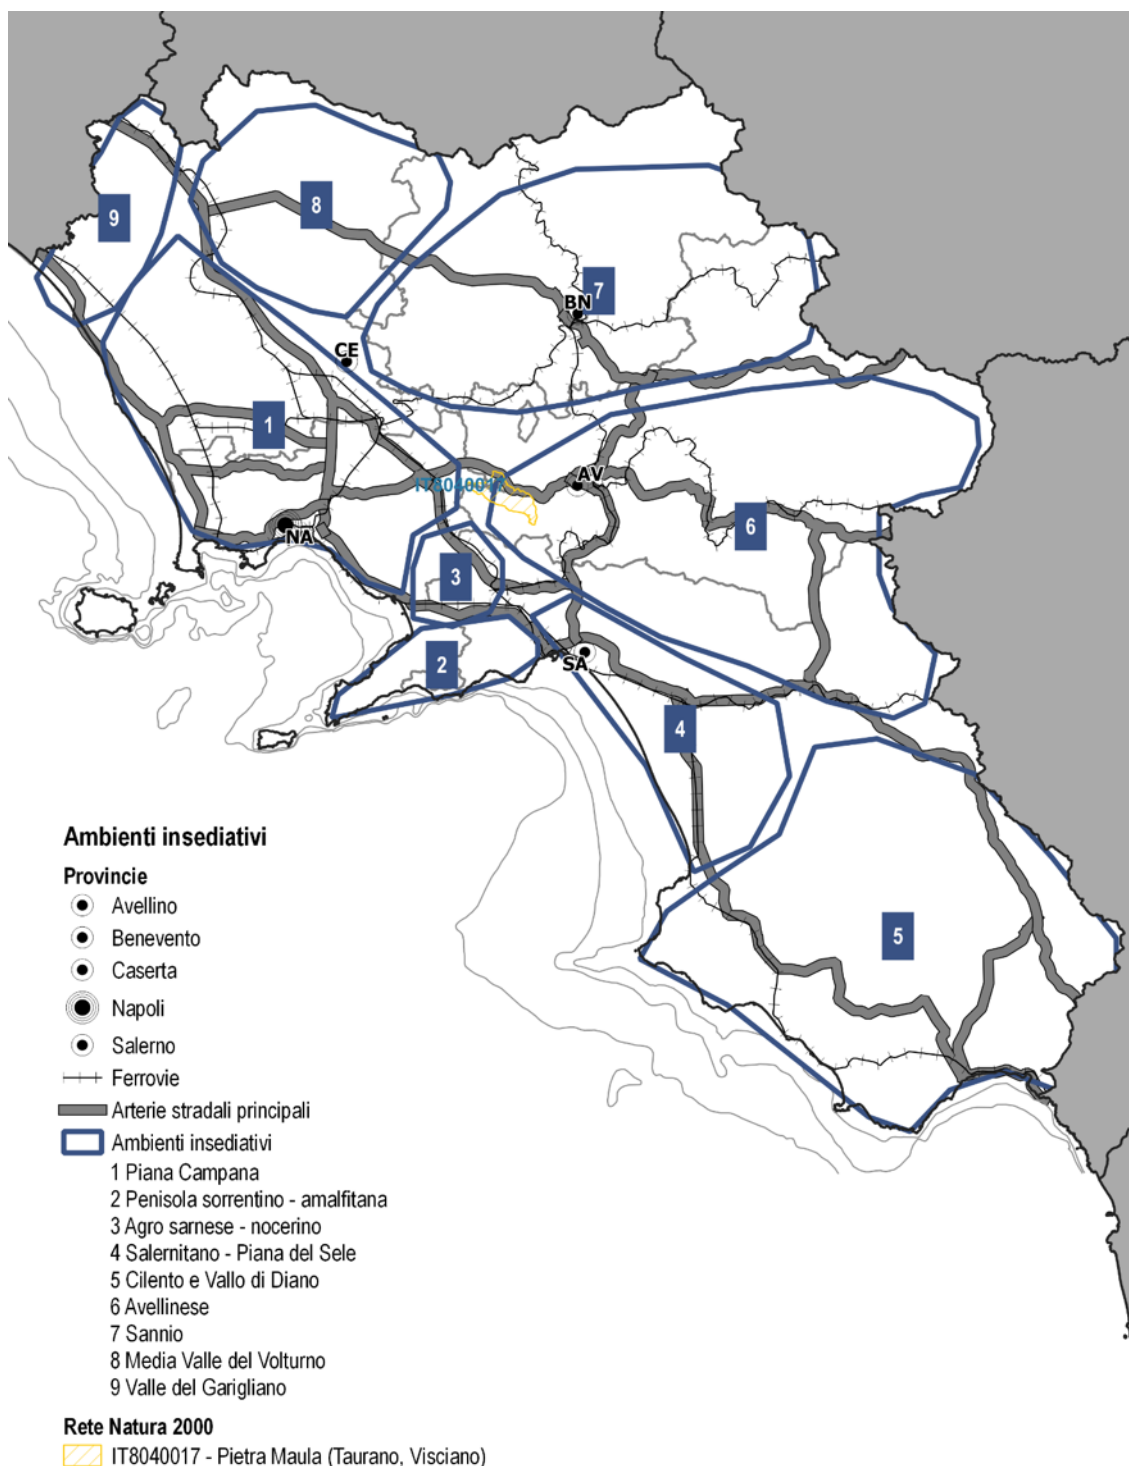 9
8
7
BN
CE
1
AV
IT8040017
6
NA
3
2
SA
4
5
Ambienti insediativi
Provincie
Avellino
Benevento
Caserta
Napoli
Salerno
Ferrovie
Arterie stradali principali
Ambienti insediativi
1 Piana Campana
2 Penisola sorrentino - amalfitana
3 Agro sarnese - nocerino
4 Salernitano - Piana del Sele
5 Cilento e Vallo di Diano
6 Avellinese
7 Sannio
8 Media Valle del Volturno
9 Valle del Garigliano
Rete Natura 2000
IT8040017 - Pietra Maula (Taurano, Visciano)